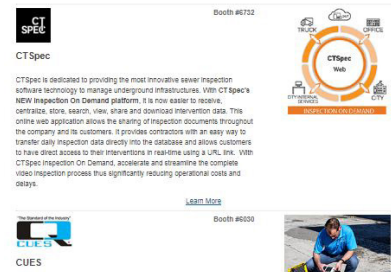 CT
SPEC
Booth #6732
TRUCK
OFFICE
CTSpec
Web
CITY INTERNAL
SERVICES
CITY
INSPECTION ON DEMAND
CTSpec
CTSpec is dedicated to providing the most innovative sewer inspection
software technology to manage underground infrastructures. With CTSpec's
NEW Inspection On Demand platform, it is now easier to receive,
centralize, store, search, view, share and download intervention data. This
online web application allows the sharing of inspection documents throughout
the company and its customers. It provides contractors with an easy way to
transfer daily inspection data directly into the database and allows customers
to have direct access to their interventions in real-time using a URL link. With
CTSpec Inspection On Demand, accelerate and streamline the complete
video inspection process thus significantly reducing operational costs and
delays.
Learn More
"The Standard of the Industry"
CUES
Booth #6030
CUES